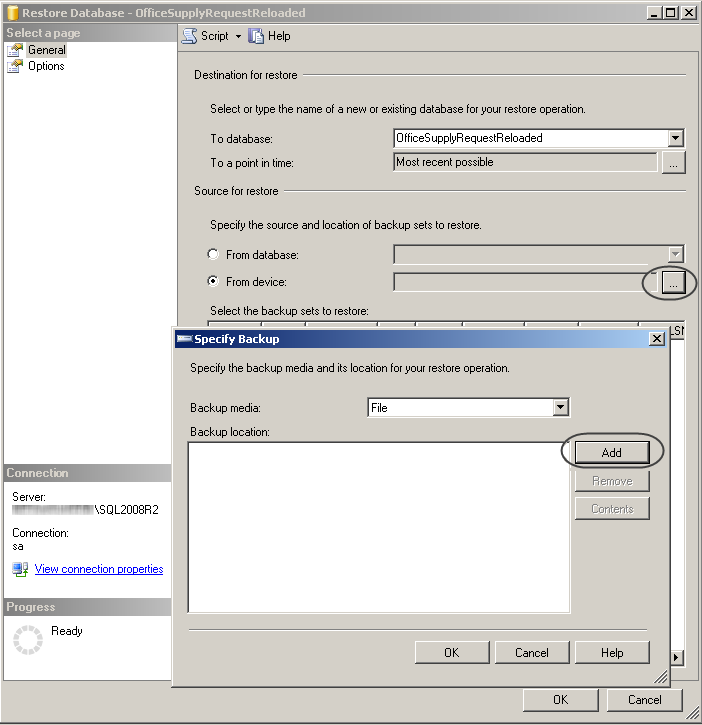 Restore Database - OfficeSupplyRequestReloaded
Select a page
General
Options
Script
Help
Destination for restore
Select or type the name of a new or existing database for your restore operation.
To database:
OfficeSupplyRequestReloaded
To a point in time:
Most recent possible
...
Source for restore
Specify the source and location of backup sets to restore.
From database:
From device:
...
Select the backup sets to restore:
LSN
Specify Backup
Specify the backup media and its location for your restore operation.
Backup media:
File
Backup location:
Add
Remove
Contents
OK
Cancel
Help
Connection
Server:
\SQL2008R2
Connection:
sa
View connection properties
Progress
Ready
OK
Cancel